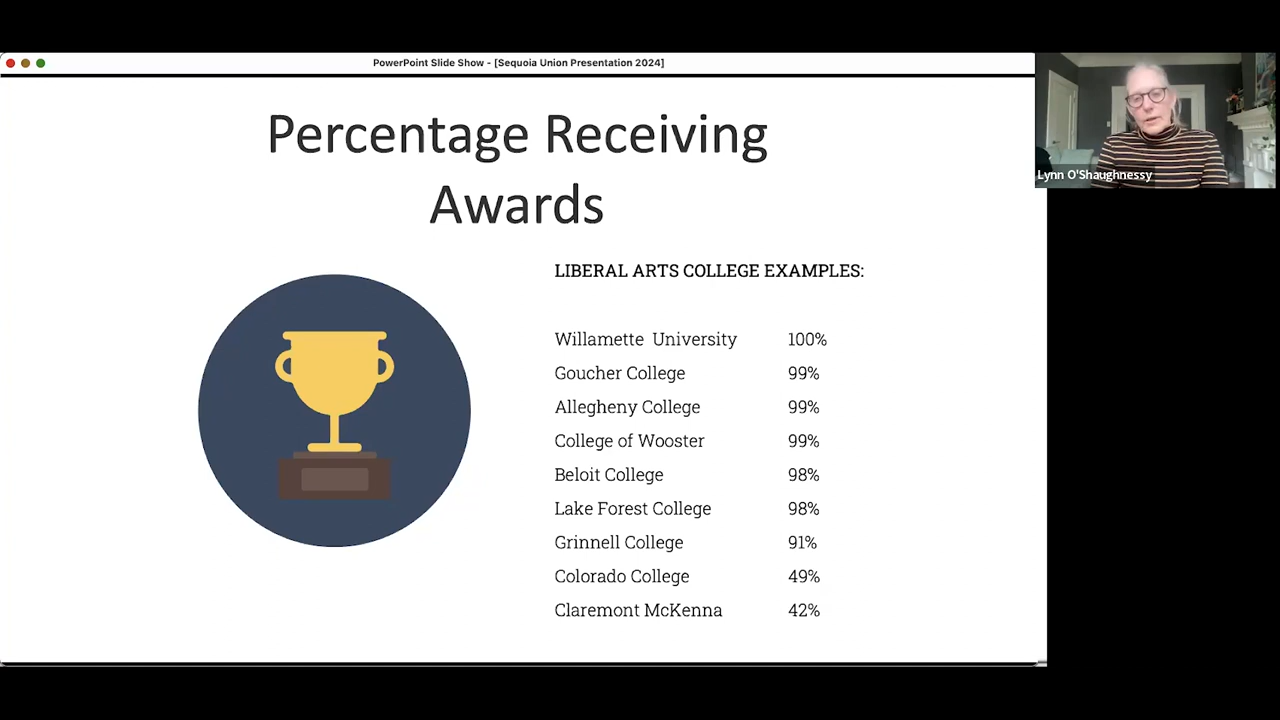 PowerPoint Slide Show - [Sequoia Union Presentation 2024]
Percentage Receiving
Awards
LIBERAL ARTS COLLEGE EXAMPLES:
Willamette University 100%
Goucher College 99%
Allegheny College 99%
College of Wooster 99%
Beloit College 98%
Lake Forest College 98%
Grinnell College 91%
Colorado College 49%
Claremont McKenna 42%
Lynn O'Shaughnessy